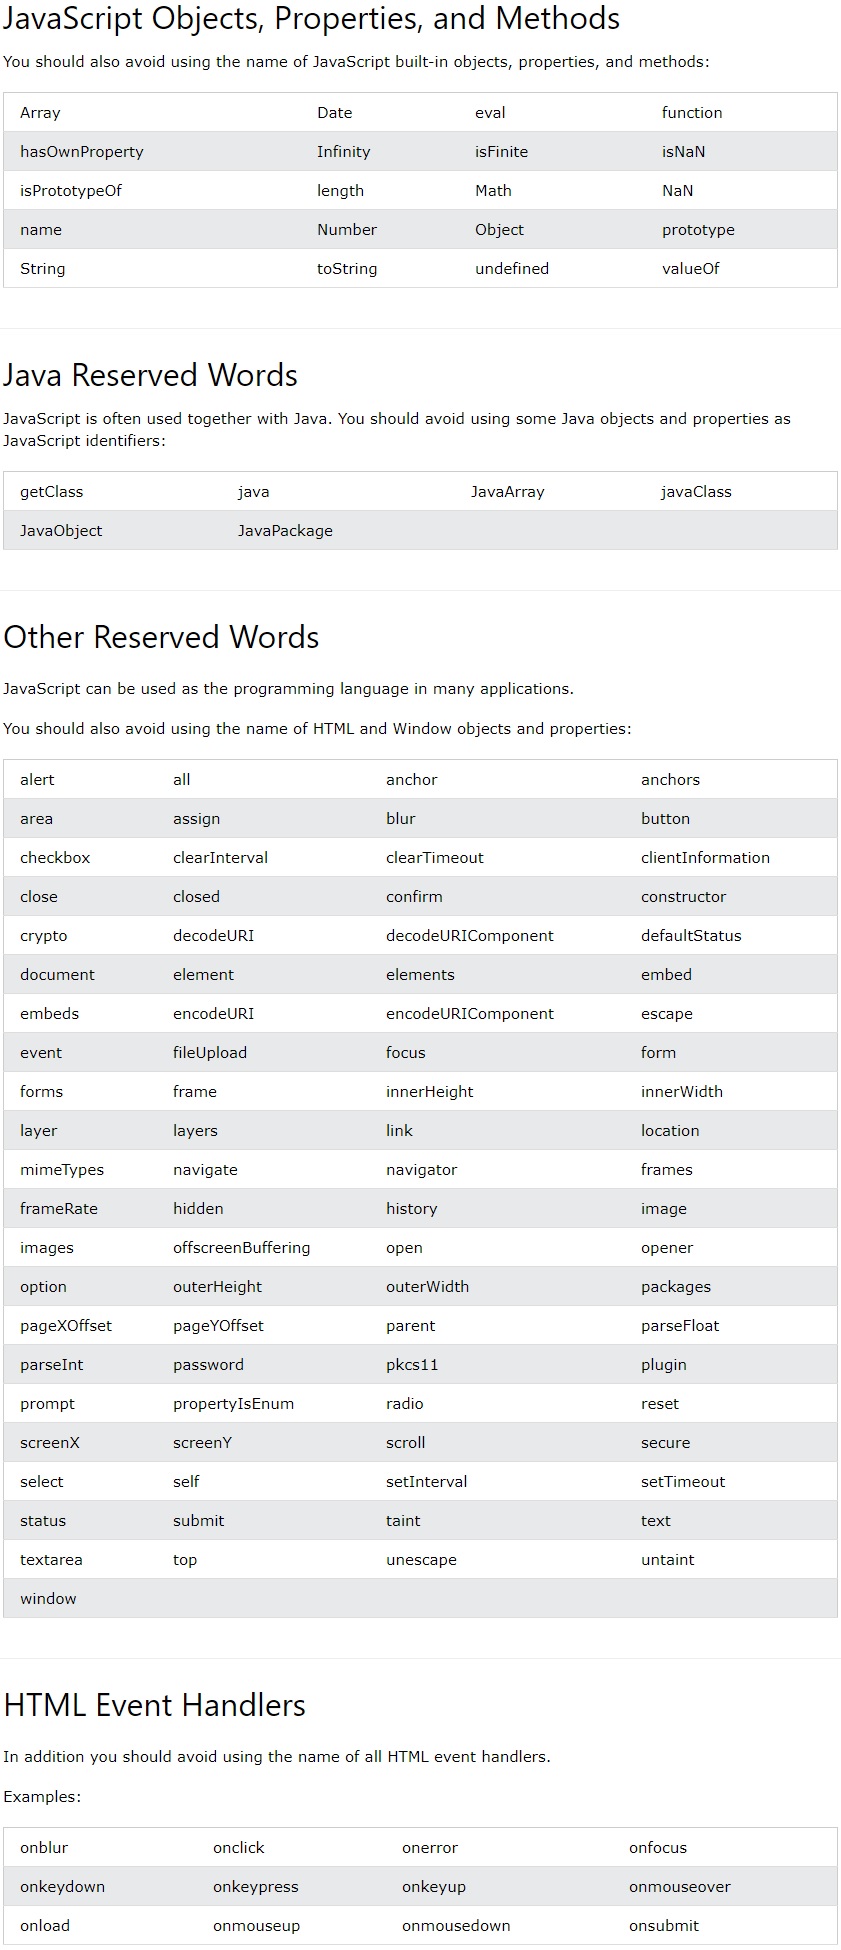 JavaScript Objects, Properties, and Methods
You should also avoid using the name of JavaScript built-in objects, properties, and methods:
Array Date eval function
hasOwnProperty Infinity isFinite isNaN
isPrototypeOf length Math NaN
name Number Object prototype
String toString undefined valueOf
Java Reserved Words
JavaScript is often used together with Java. You should avoid using some Java objects and properties as
JavaScript identifiers:
getClass java JavaArray javaClass
JavaObject JavaPackage
Other Reserved Words
JavaScript can be used as the programming language in many applications.
You should also avoid using the name of HTML and Window objects and properties:
alert all anchor anchors
area assign blur button
checkbox clearInterval clearTimeout clientInformation
close closed confirm constructor
crypto decodeURI decodeURIComponent defaultStatus
document element elements embed
embeds encodeURI encodeURIComponent escape
event fileUpload focus form
forms frame innerHeight innerWidth
layer layers link location
mimeTypes navigate navigator frames
frameRate hidden history image
images offscreenBuffering open opener
option outerHeight outerWidth packages
pageXOffset pageYOffset parent parseFloat
parseInt password pkcs11 plugin
prompt propertyIsEnum radio reset
screenX screenY scroll secure
select self setInterval setTimeout
status submit taint text
textarea top unescape untaint
window
HTML Event Handlers
In addition you should avoid using the name of all HTML event handlers.
Examples:
onblur onclick onerror onfocus
onkeydown onkeypress onkeyup onmouseover
onload onmouseup onmousedown onsubmit